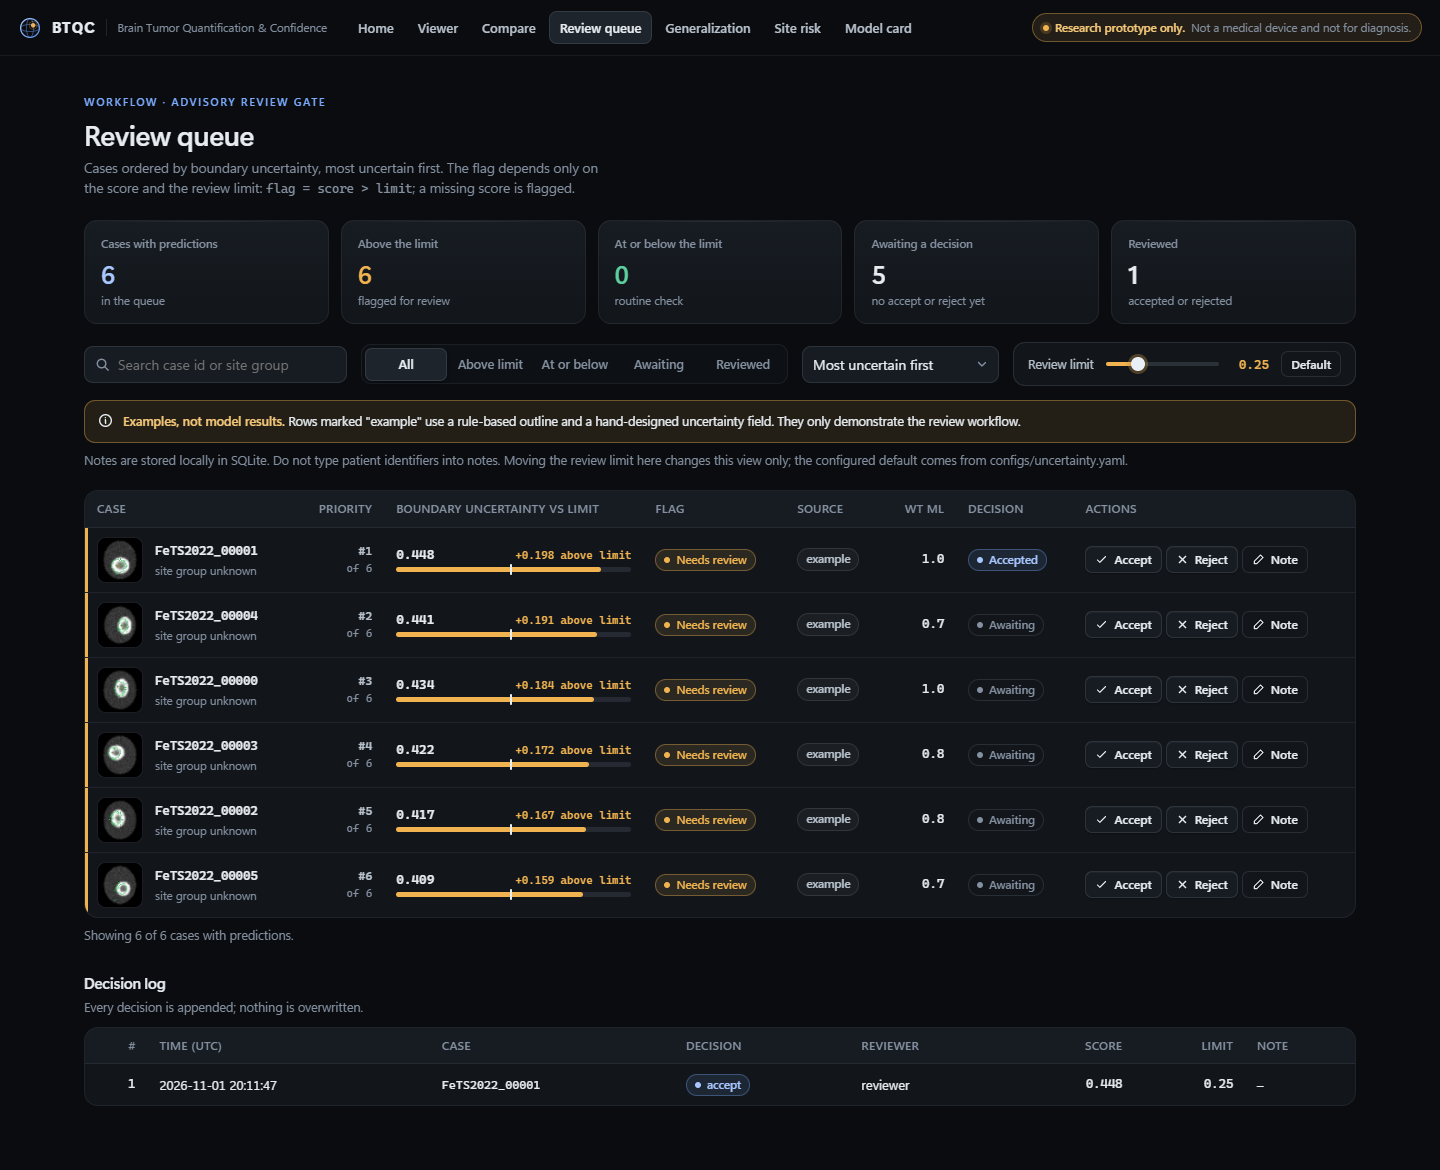 BTQC Brain Tumor Quantification & Confidence Home Viewer Compare Review queue Generalization Site risk Model card Research prototype only. Not a medical device and not for diagnosis.
WORKFLOW · ADVISORY REVIEW GATE
Review queue
Cases ordered by boundary uncertainty, most uncertain first. The flag depends only on
the score and the review limit: flag = score > limit; a missing score is flagged.
Cases with predictions Above the limit At or below the limit Awaiting a decision Reviewed
6 6 0 5 1
in the queue flagged for review routine check no accept or reject yet accepted or rejected
Search case id or site group All Above limit At or below Awaiting Reviewed Most uncertain first Review limit 0.25 Default
Examples, not model results. Rows marked "example" use a rule-based outline and a hand-designed uncertainty field. They only demonstrate the review workflow.
Notes are stored locally in SQLite. Do not type patient identifiers into notes. Moving the review limit here changes this view only; the configured default comes from configs/uncertainty.yaml.
CASE PRIORITY BOUNDARY UNCERTAINTY VS LIMIT FLAG SOURCE WT ML DECISION ACTIONS
FeTS2022_00001 #1 0.448 +0.198 above limit Needs review example 1.0 Accepted Accept Reject Note
site group unknown of 6
FeTS2022_00004 #2 0.441 +0.191 above limit Needs review example 0.7 Awaiting Accept Reject Note
site group unknown of 6
FeTS2022_00000 #3 0.434 +0.184 above limit Needs review example 1.0 Awaiting Accept Reject Note
site group unknown of 6
FeTS2022_00003 #4 0.422 +0.172 above limit Needs review example 0.8 Awaiting Accept Reject Note
site group unknown of 6
FeTS2022_00002 #5 0.417 +0.167 above limit Needs review example 0.8 Awaiting Accept Reject Note
site group unknown of 6
FeTS2022_00005 #6 0.409 +0.159 above limit Needs review example 0.7 Awaiting Accept Reject Note
site group unknown of 6
Showing 6 of 6 cases with predictions.
Decision log
Every decision is appended; nothing is overwritten.
# TIME (UTC) CASE DECISION REVIEWER SCORE LIMIT NOTE
1 2026-11-01 20:11:47 FeTS2022_00001 accept reviewer 0.448 0.25 –